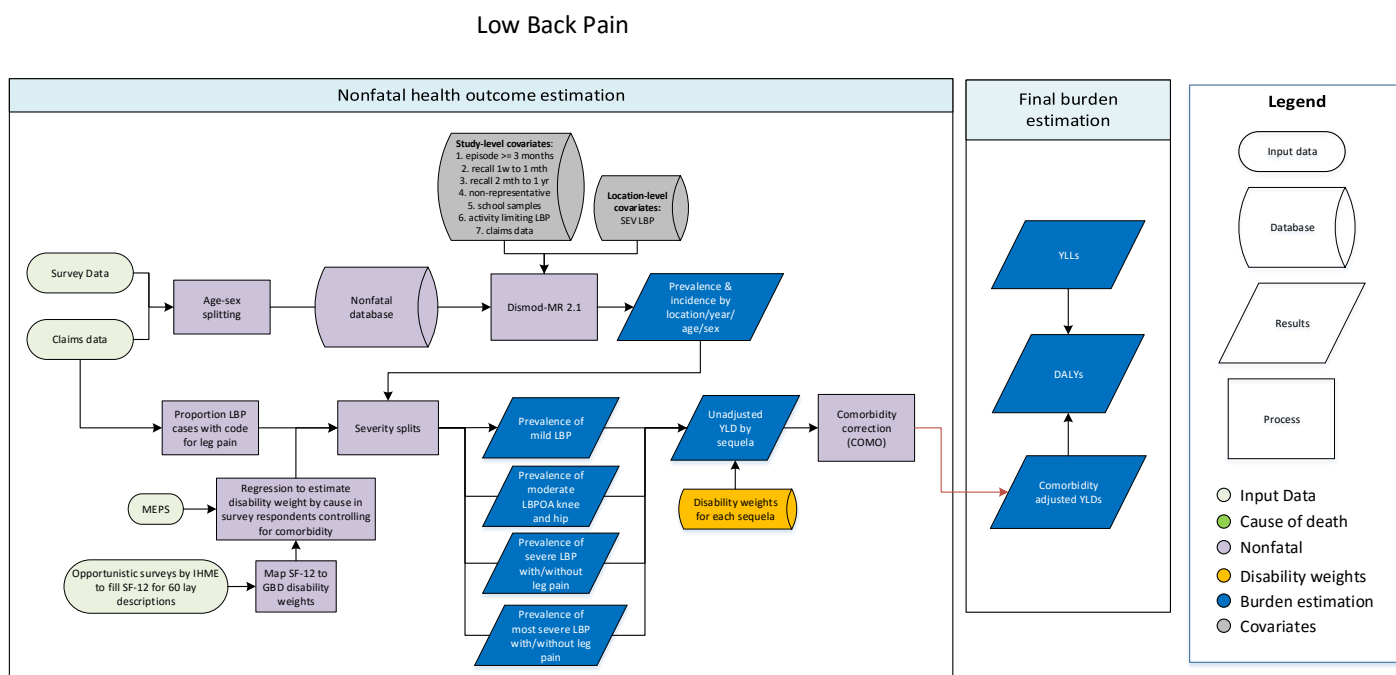 Low Back Pain
Nonfatal health outcome estimation
Final burden
estimation
Legend
Study-level covariates:
1. episode >= 3 months
2. recall 1w to 1 mth
3. recall 2 mth to 1 yr
4. non-representative
5. school samples
6. activity limiting LBP
7. claims data
Location-level
covariates:
SEV LBP
Survey Data
Claims data
Age-sex
splitting
Nonfatal
database
Dismod-MR 2.1
Prevalence &
incidence by
location/year/
age/sex
Proportion LBP
cases with code
for leg pain
Severity splits
Prevalence of
mild LBP
Prevalence of
moderate
LBPOA knee
and hip
Prevalence of
severe LBP
with/without
leg pain
Prevalence of
most severe LBP
with/without leg
pain
Unadjusted
YLD by
sequela
Comorbidity
correction
(COMO)
Disability weights
for each sequela
MEPS
Regression to estimate
disability weight by cause in
survey respondents controlling
for comorbidity
Opportunistic surveys by IHME
to fill SF-12 for 60 lay
descriptions
Map SF-12 to
GBD disability
weights
YLLs
DALYs
Comorbidity
adjusted YLDs
Input data
Database
Results
Process
Input Data
Cause of death
Nonfatal
Disability weights
Burden estimation
Covariates